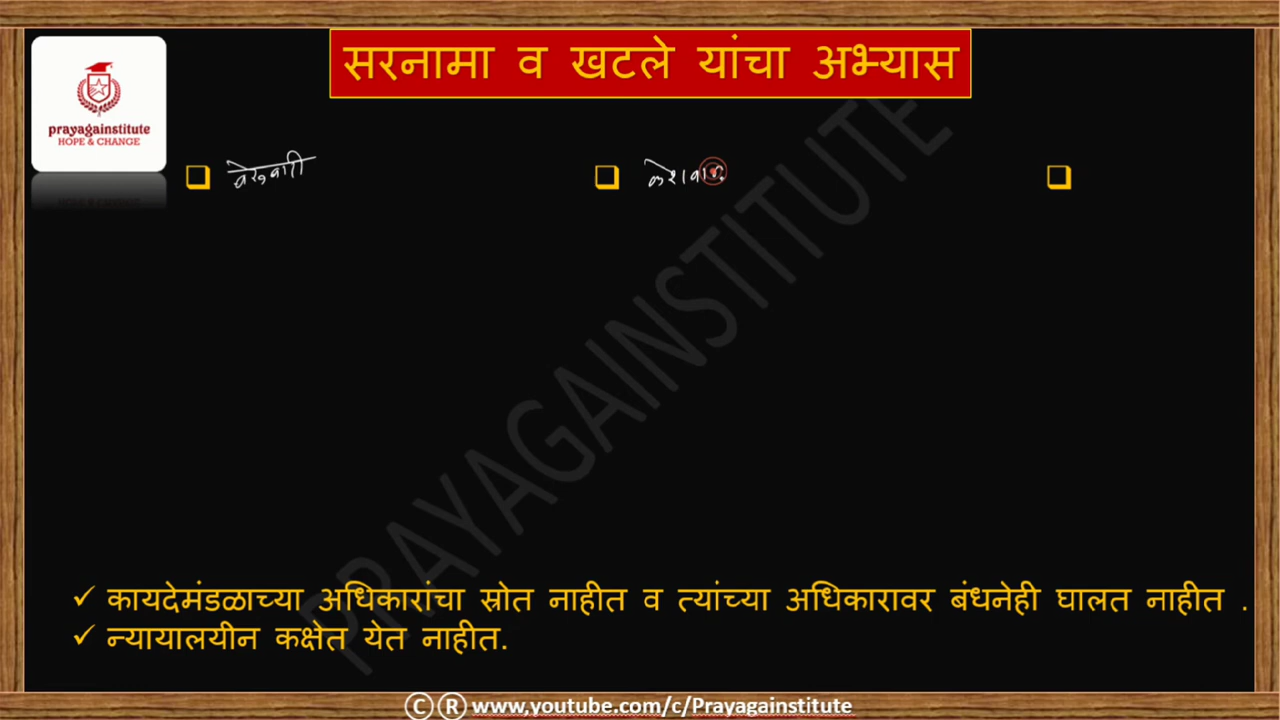 सरनामा व खटले यांचा अभ्यास
prayagainstitute
HOPE & CHANGE
PRAYAGAINSTITUTE
✓ कायदेमंडळाच्या अधिकारांचा स्रोत नाहीत व त्यांच्या अधिकारावर बंधनेही घालत नाहीत .
✓ न्यायालयीन कक्षेत येत नाहीत.
©® www.youtube.com/c/Prayagainstitute